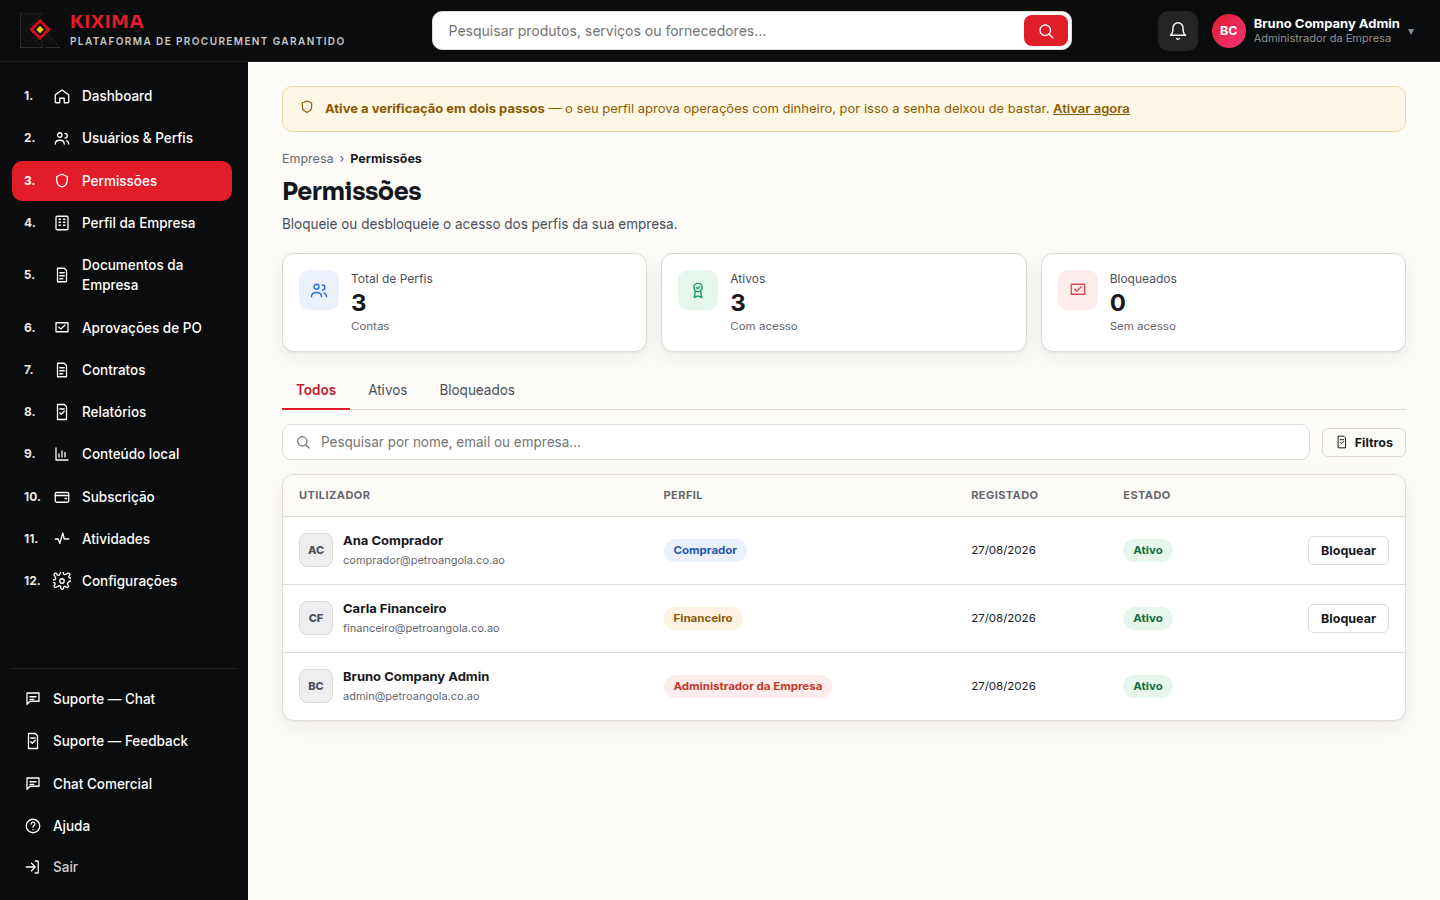 KIXIMA
PLATAFORMA DE PROCUREMENT GARANTIDO
Pesquisar produtos, serviços ou fornecedores...
BC
Bruno Company Admin
Administrador da Empresa
1. Dashboard
2. Usuários & Perfis
3. Permissões
4. Perfil da Empresa
5. Documentos da
Empresa
6. Aprovações de PO
7. Contratos
8. Relatórios
9. Conteúdo local
10. Subscrição
11. Atividades
12. Configurações
Suporte — Chat
Suporte — Feedback
Chat Comercial
Ajuda
Sair
Ative a verificação em dois passos — o seu perfil aprova operações com dinheiro, por isso a senha deixou de bastar. Ativar agora
Empresa › Permissões
Permissões
Bloqueie ou desbloqueie o acesso dos perfis da sua empresa.
Total de Perfis
3
Contas
Ativos
3
Com acesso
Bloqueados
0
Sem acesso
Todos Ativos Bloqueados
Pesquisar por nome, email ou empresa...
Filtros
UTILIZADOR PERFIL REGISTADO ESTADO
AC Ana Comprador Comprador 27/08/2026 Ativo Bloquear
comprador@petroangola.co.ao
CF Carla Financeiro Financeiro 27/08/2026 Ativo Bloquear
financeiro@petroangola.co.ao
BC Bruno Company Admin Administrador da Empresa 27/08/2026 Ativo
admin@petroangola.co.ao